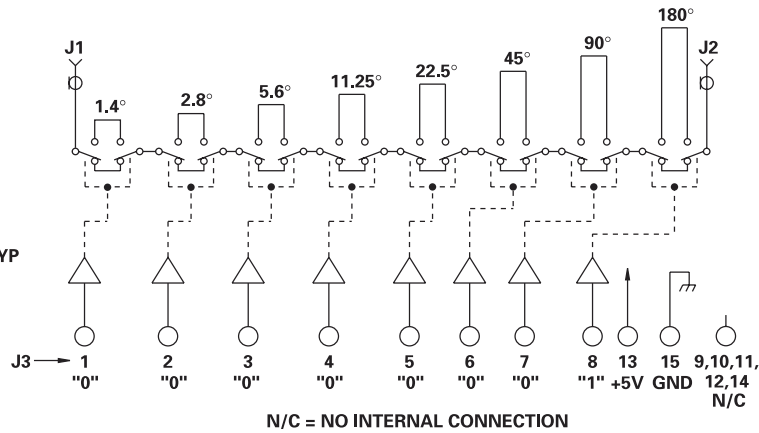 180°
J1
J2
90°
45°
22.5°
11.25°
5.6°
2.8°
1.4°
YP
J3 1 2 3 4 5 6 7 8 13 15 9,10,11,
"0" "0" "0" "0" "0" "0" "0" "1" +5V GND 12,14
N/C
N/C = NO INTERNAL CONNECTION